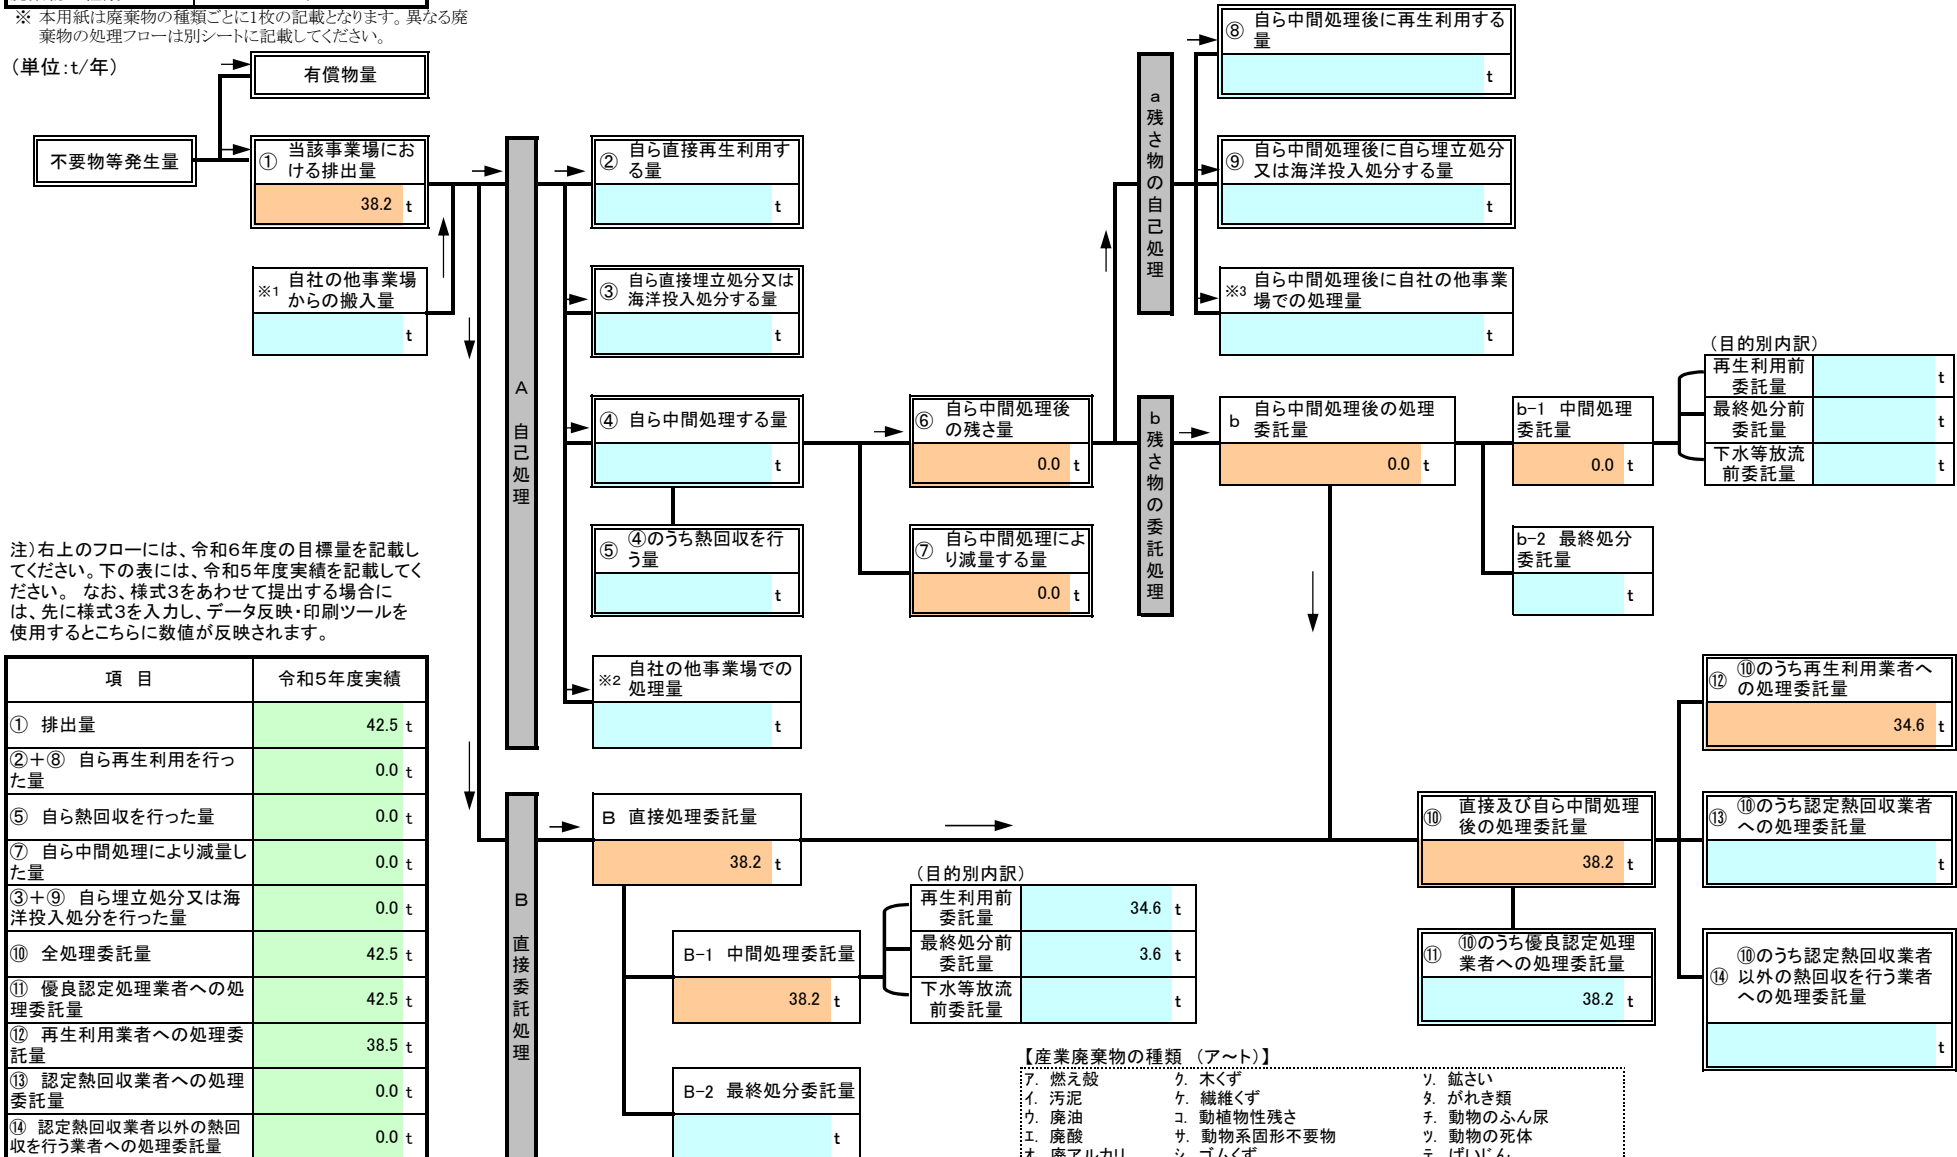 ※ 本用紙は廃棄物の種類ごとに1枚の記載となります。異なる廃
棄物の処理フローは別シートに記載してください。
（単位:t/年）
有償物量
不要物等発生量
① 当該事業場にお
ける排出量
38.2 t
※1 自社の他事業場
からの搬入量
t
A 自己処理
② 自ら直接再生利用す
る量
t
③ 自ら直接埋立処分又は
海洋投入処分する量
t
④ 自ら中間処理する量
t
⑤ ④のうち熱回収を行
う量
t
※2 自社の他事業場での
処理量
t
⑥ 自ら中間処理後
の残さ量
0.0 t
⑦ 自ら中間処理によ
り減量する量
0.0 t
a 残さ物の自己処理
⑧ 自ら中間処理後に再生利用する
量
t
⑨ 自ら中間処理後に自ら埋立処分
又は海洋投入処分する量
t
※3 自ら中間処理後に自社の他事業
場での処理量
t
b 残さ物の委託処理
b 自ら中間処理後の処理
委託量
0.0 t
b-1 中間処理
委託量
0.0 t
b-2 最終処分
委託量
t
（目的別内訳）
再生利用前
委託量
t
最終処分前
委託量
t
下水等放流
前委託量
t
注）右上のフローには、令和６年度の目標量を記載し
てください。下の表には、令和５年度実績を記載してく
ださい。 なお、様式３をあわせて提出する場合に
は、先に様式３を入力し、データ反映・印刷ツールを
使用するとこちらに数値が反映されます。
項 目 令和５年度実績
① 排出量 42.5 t
②＋⑧ 自ら再生利用を行っ
た量 0.0 t
⑤ 自ら熱回収を行った量 0.0 t
⑦ 自ら中間処理により減量し
た量 0.0 t
③＋⑨ 自ら埋立処分又は海
洋投入処分を行った量 0.0 t
⑩ 全処理委託量 42.5 t
⑪ 優良認定処理業者への処
理委託量 42.5 t
⑫ 再生利用業者への処理委
託量 38.5 t
⑬ 認定熱回収業者への処理
委託量 0.0 t
⑭ 認定熱回収業者以外の熱回
収を行う業者への処理委託量 0.0 t
B 直接委託処理
B 直接処理委託量
38.2 t
B-1 中間処理委託量
38.2 t
B-2 最終処分委託量
t
（目的別内訳）
再生利用前
委託量
34.6 t
最終処分前
委託量
3.6 t
下水等放流
前委託量
t
⑩ 直接及び自ら中間処理
後の処理委託量
38.2 t
⑪ ⑩のうち優良認定処理
業者への処理委託量
38.2 t
⑫ ⑩のうち再生利用業者へ
の処理委託量
34.6 t
⑬ ⑩のうち認定熱回収業者
への処理委託量
t
⑭ ⑩のうち認定熱回収業者
以外の熱回収を行う業者
への処理委託量
t
【産業廃棄物の種類 （ア～ト）】
ア. 燃え殻 ク. 木くず ソ. 鉱さい
イ. 汚泥 ケ. 繊維くず タ. がれき類
ウ. 廃油 コ. 動植物性残さ チ. 動物のふん尿
エ. 廃酸 サ. 動物系固形不要物 ツ. 動物の死体
オ. 廃アルカリ シ. ゴムくず テ. ばいじん